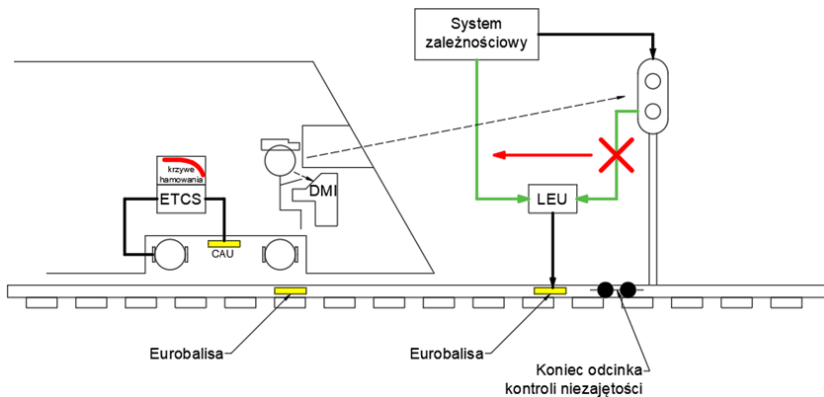 System
zależnościowy
krzywe
hamowania
ETCS
DMI
LEU
CAU
Eurobalisa
Eurobalisa
Koniec odcinka
kontroli niezajętości